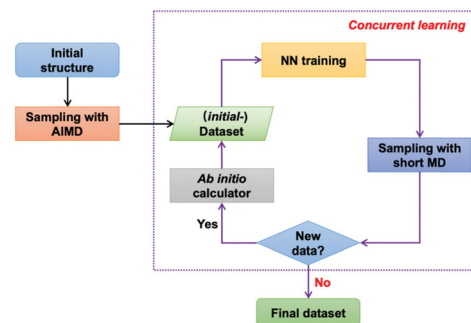 Concurrent learning
Initial
structure
NN training
Sampling with
AIMD
(initial-)
Dataset
Sampling with
short MD
Ab initio
calculator
Yes
New
data?
No
Final dataset